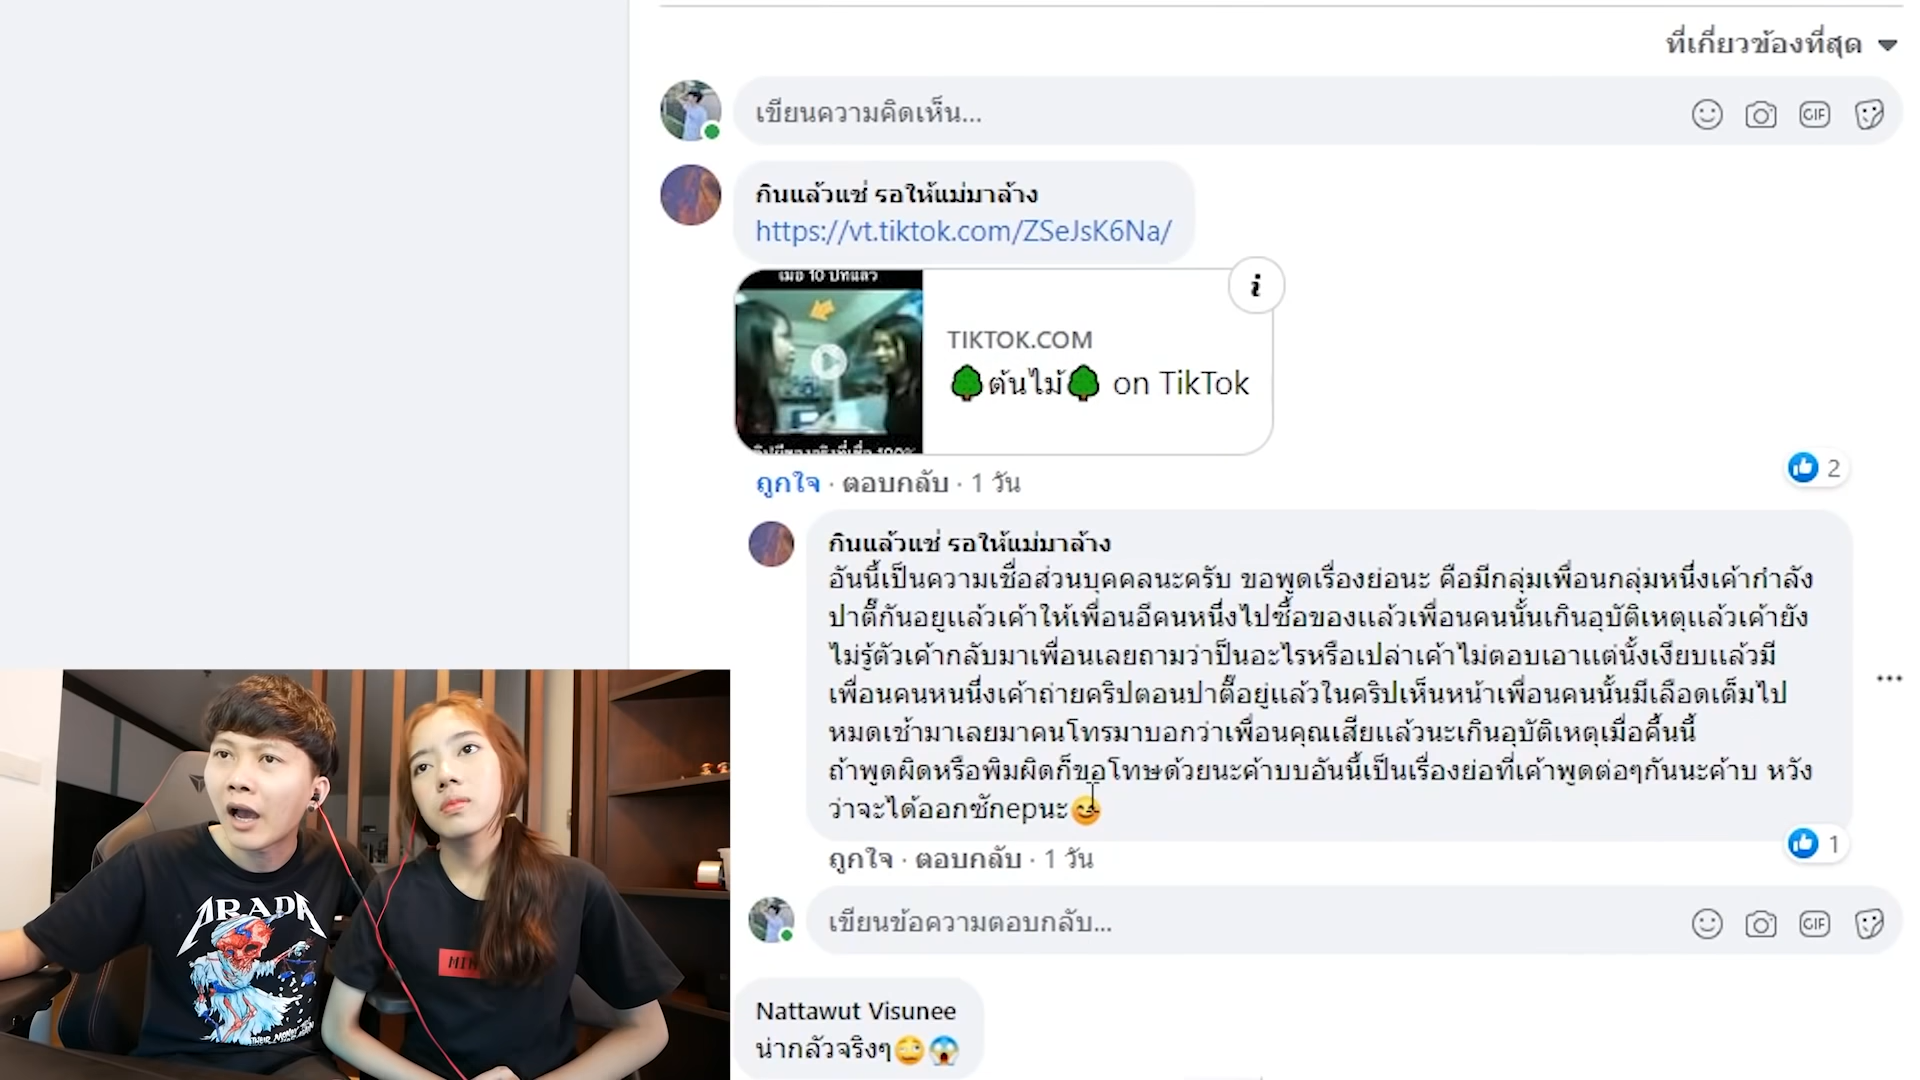 ที่เกี่ยวข้องที่สุด
เขียนความคิดเห็น...
GIF
กินแล้วแช่ รอให้แม่มาล้าง
https://vt.tiktok.com/ZSeJsK6Na/
เมื่อ 10 ปีที่แล้ว
TIKTOK.COM
🌳ต้นไม้🌳 on TikTok
ถูกใจ · ตอบกลับ · 1 วัน
2
กินแล้วแช่ รอให้แม่มาล้าง
อันนี้เป็นความเชื่อส่วนบุคคลนะครับ ขอพูดเรื่องย่อนะ คือมีกลุ่มเพื่อนกลุ่มหนึ่งเค้ากำลัง
ปาตี๊กันอยูแล้วเค้าให้เพื่อนอีคนหนึ่งไปซื้อของแล้วเพื่อนคนนั้นเกินอุบัติเหตุแล้วเค้ายัง
ไม่รู้ตัวเค้ากลับมาเพื่อนเลยถามว่าป็นอะไรหรือเปล่าเค้าไม่ตอบเอาแต่นั้งเงียบแล้วมี
เพื่อนคนหนนึ่งเค้าถ่ายคริปตอนปาตี๊อยู่แล้วในคริปเห็นหน้าเพื่อนคนนั้นมีเลือดเต็มไป
หมดเช้ามาเลยมาคนโทรมาบอกว่าเพื่อนคุณเสียแล้วนะเกินอุบัติเหตุเมื่อคื้นนี้
ถ้าพูดผิดหรือพิมผิดก็ขอโทษด้วยนะค้าบบอันนี้เป็นเรื่องย่อที่เค้าพูดต่อๆกันนะค้าบ หวัง
ว่าจะได้ออกซักepนะ😊
1
ถูกใจ · ตอบกลับ · 1 วัน
เขียนข้อความตอบกลับ...
GIF
Nattawut Visunee
น่ากลัวจริงๆ🙄😱
ARADA
THEIR MONEY